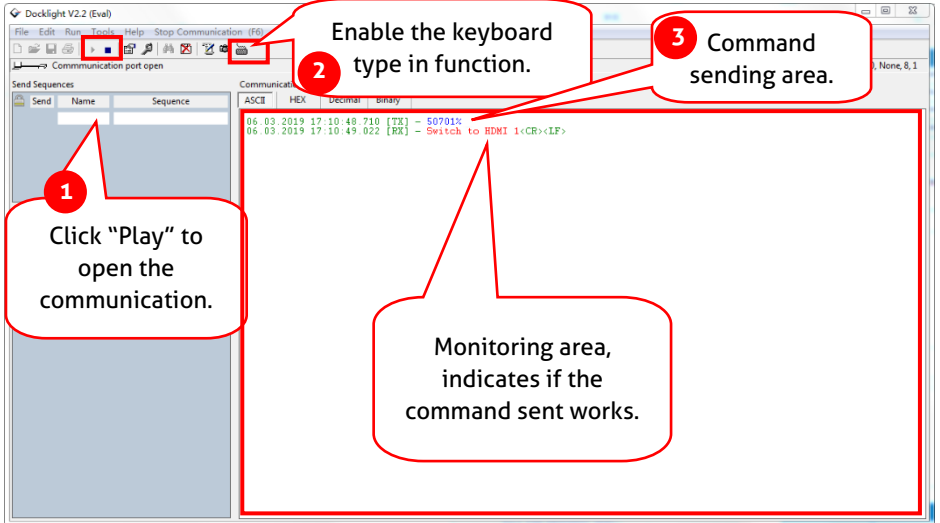 Docklight V2.2 (Eval)
File Edit Run Tools Help Stop Communication (F6)
Commmunication port open
None, 8, 1
Send Sequences
Send Name Sequence
ASCII HEX Decimal Binary
06.03.2019 17:10:48.710 [TX] - 50701%
06.03.2019 17:10:49.022 [RX] - Switch to HDMI 1<CR><LF>
1
Click “Play” to
open the
communication.
2
Enable the keyboard
type in function.
3
Command
sending area.
Monitoring area,
indicates if the
command sent works.